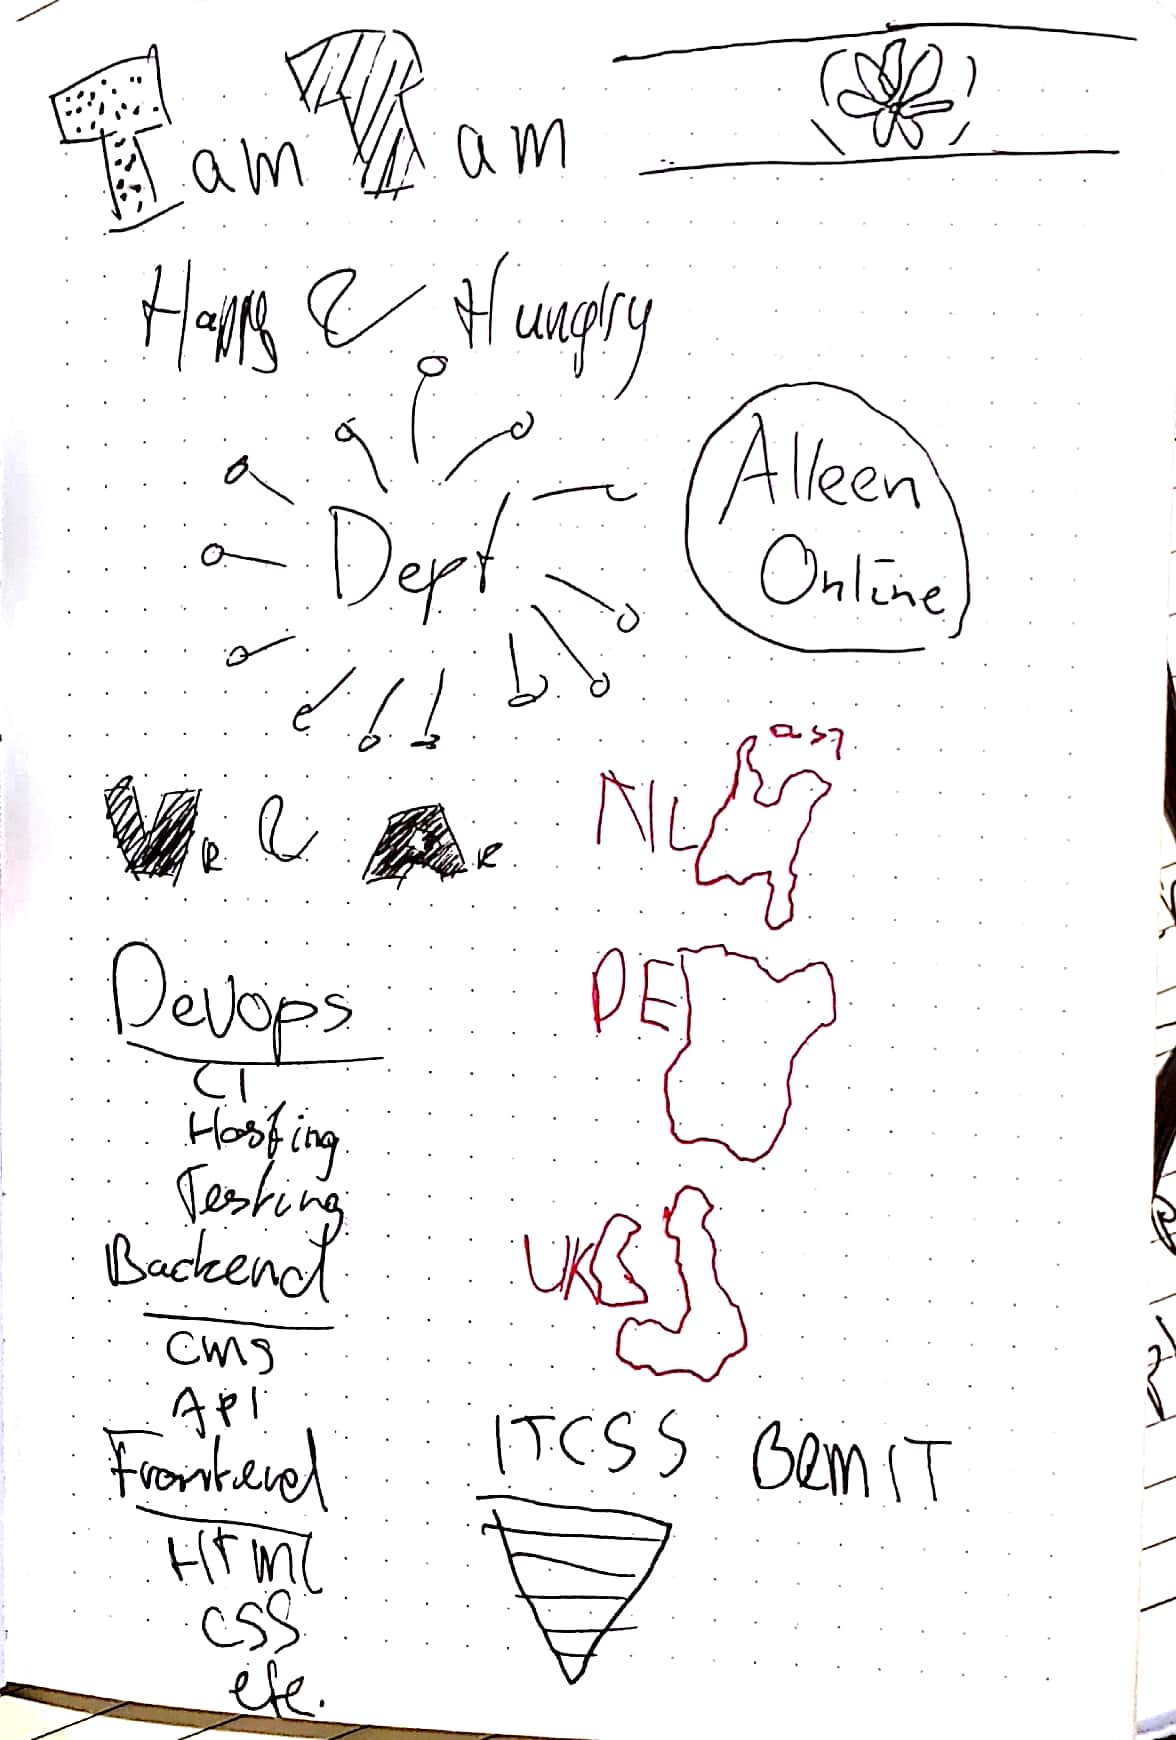 Tam Tam
Happy & Hungry
Dept
Alleen
Online
VR & AR
NL
Devops
CI
Hosting
Testing
Backend
CMS
API
Frontend
HTML
CSS
etc.
DE
UK
ITCSS BEMIT